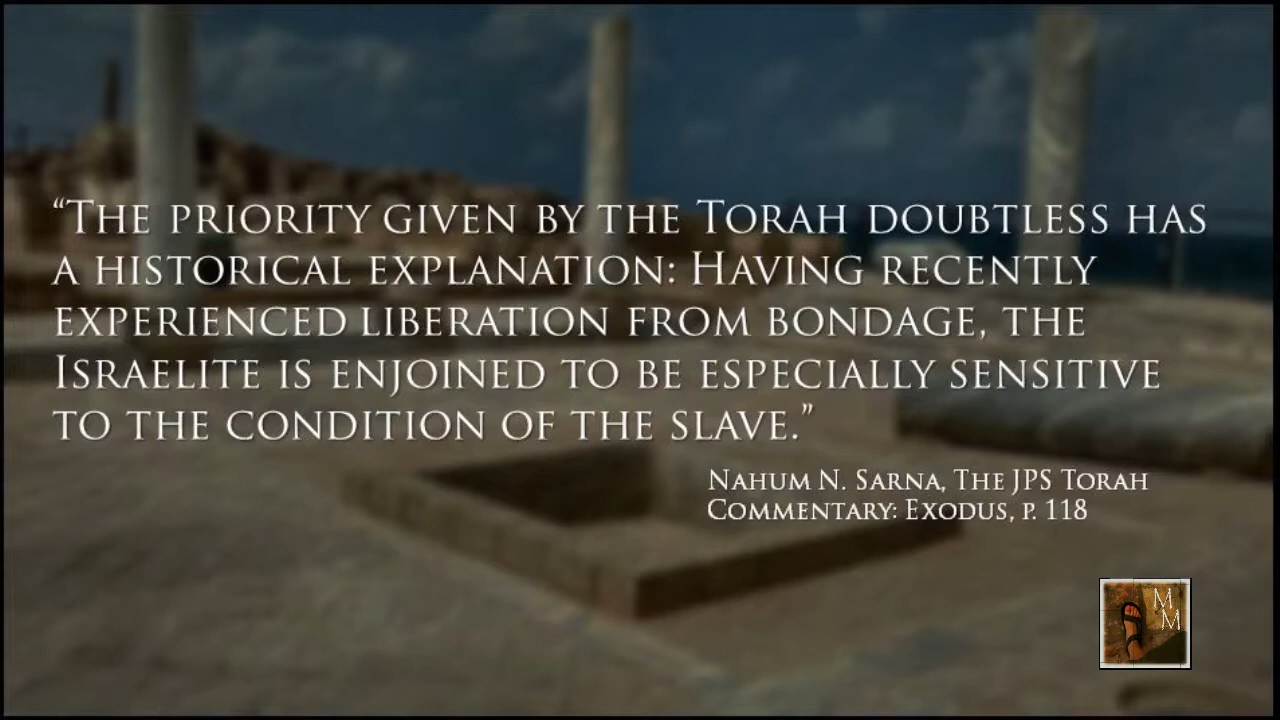 “The priority given by the Torah doubtless has
a historical explanation: Having recently
experienced liberation from bondage, the
Israelite is enjoined to be especially sensitive
to the condition of the slave.”
Nahum N. Sarna, The JPS Torah
Commentary: Exodus, p. 118
M
M